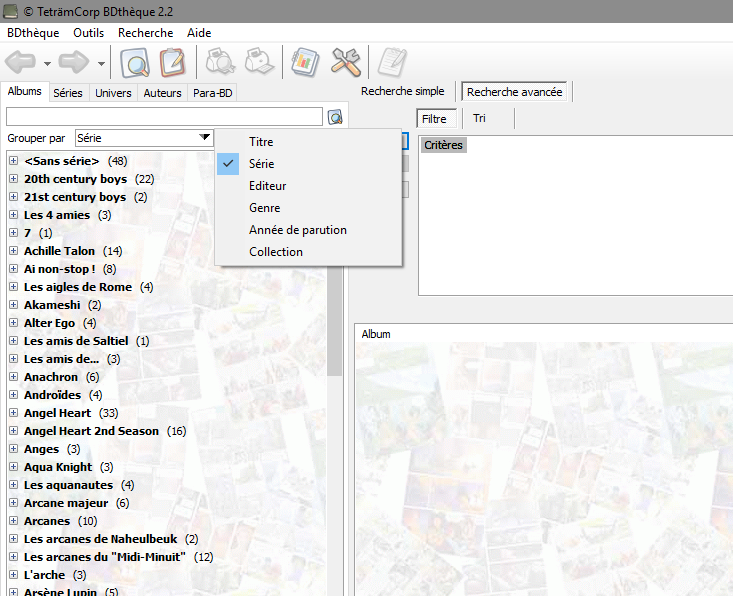 © TeträmCorp BDthèque 2.2
BDthèque Outils Recherche Aide
Albums Séries Univers Auteurs Para-BD
Grouper par Série
Titre
Série
Editeur
Genre
Année de parution
Collection
<Sans série> (48)
20th century boys (22)
21st century boys (2)
Les 4 amies (3)
7 (1)
Achille Talon (14)
Ai non-stop ! (8)
Les aigles de Rome (4)
Akameshi (2)
Alter Ego (4)
Les amis de Saltiel (1)
Les amis de... (3)
Anachron (6)
Androïdes (4)
Angel Heart (33)
Angel Heart 2nd Season (16)
Anges (3)
Aqua Knight (3)
Les aquanautes (4)
Arcane majeur (6)
Arcanes (10)
Les arcanes de Naheulbeuk (2)
Les arcanes du "Midi-Minuit" (12)
L'arche (3)
Arsène Lupin (5)
Recherche simple Recherche avancée
Filtre Tri
Critères
Album